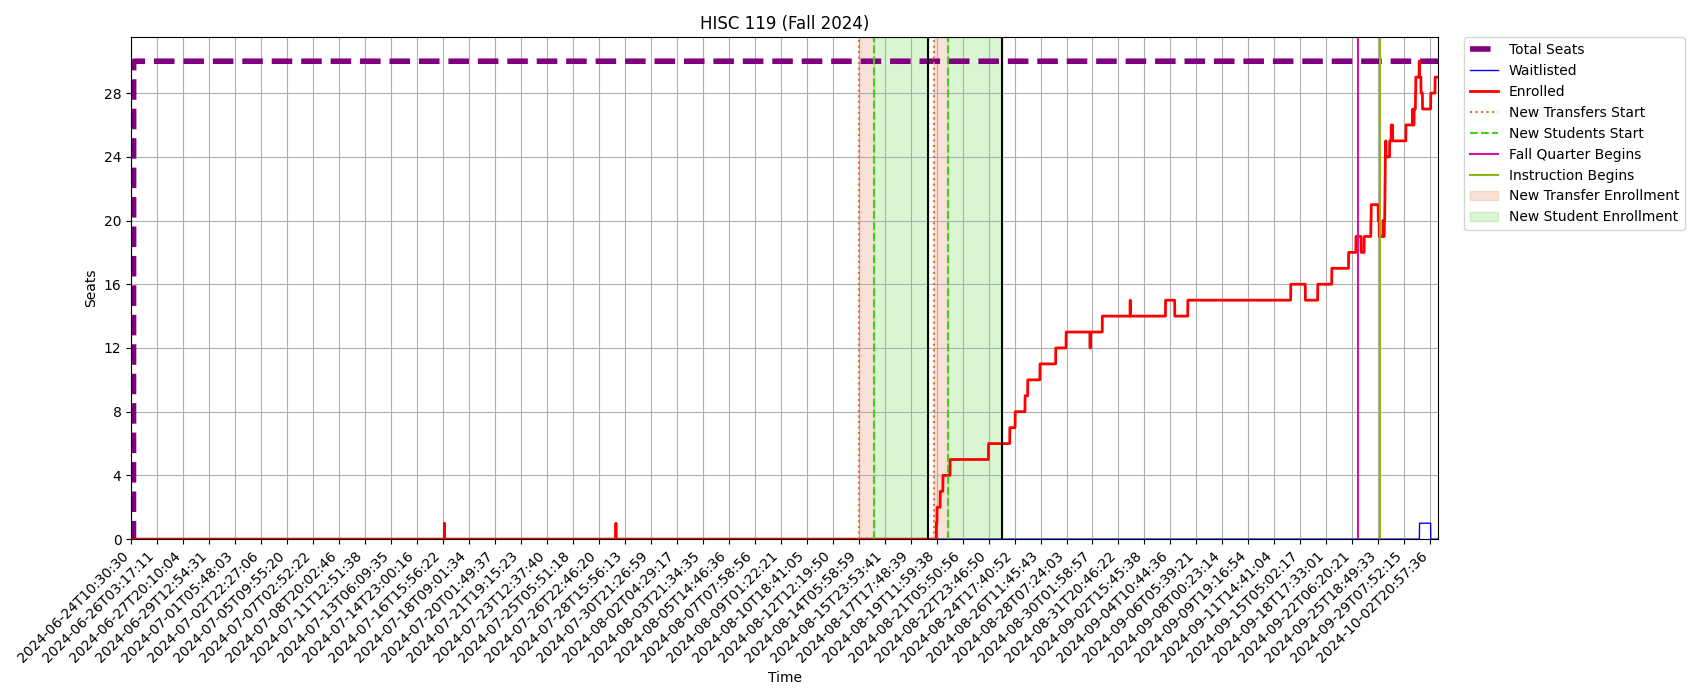 HISC 119 (Fall 2024)
Total Seats
Waitlisted
Enrolled
New Transfers Start
New Students Start
Fall Quarter Begins
Instruction Begins
New Transfer Enrollment
New Student Enrollment
Seats
28
24
20
16
12
8
4
0
2024-06-24T10:30:30
2024-06-26T03:17:11
2024-06-27T20:10:04
2024-06-29T12:54:31
2024-07-01T05:48:03
2024-07-02T22:27:06
2024-07-05T09:55:20
2024-07-07T02:52:22
2024-07-08T20:02:46
2024-07-11T12:51:38
2024-07-13T06:09:35
2024-07-14T23:00:16
2024-07-16T15:56:22
2024-07-18T09:01:34
2024-07-20T01:49:37
2024-07-21T19:15:23
2024-07-23T12:37:40
2024-07-25T05:51:18
2024-07-26T22:46:20
2024-07-28T15:56:13
2024-07-30T21:26:59
2024-08-02T04:29:17
2024-08-03T21:34:35
2024-08-05T14:46:36
2024-08-07T07:58:56
2024-08-09T01:22:21
2024-08-10T18:41:05
2024-08-12T12:19:50
2024-08-14T05:58:59
2024-08-15T23:53:41
2024-08-17T17:48:39
2024-08-19T11:59:38
2024-08-21T05:50:56
2024-08-22T23:46:50
2024-08-24T17:40:52
2024-08-26T11:45:43
2024-08-28T07:24:03
2024-08-30T01:58:57
2024-08-31T20:46:22
2024-09-02T15:45:38
2024-09-04T10:44:36
2024-09-06T05:39:21
2024-09-08T00:23:14
2024-09-09T19:16:54
2024-09-11T14:41:04
2024-09-15T05:02:17
2024-09-18T17:33:01
2024-09-22T06:20:21
2024-09-25T18:49:33
2024-09-29T07:52:15
2024-10-02T20:57:36
Time